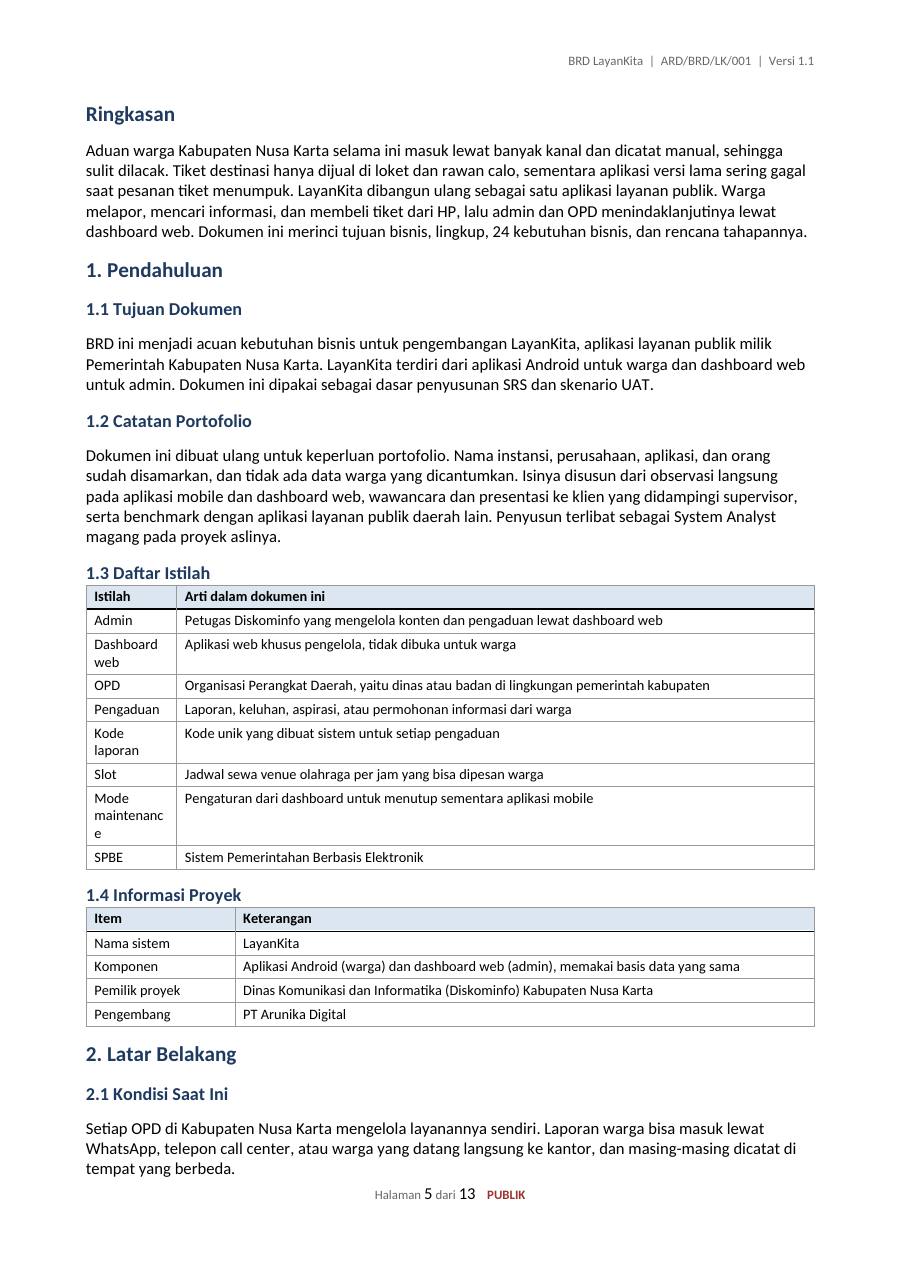 BRD LayanKita | ARD/BRD/LK/001 | Versi 1.1
Ringkasan
Aduan warga Kabupaten Nusa Karta selama ini masuk lewat banyak kanal dan dicatat manual, sehingga
sulit dilacak. Tiket destinasi hanya dijual di loket dan rawan calo, sementara aplikasi versi lama sering gagal
saat pesanan tiket menumpuk. LayanKita dibangun ulang sebagai satu aplikasi layanan publik. Warga
melapor, mencari informasi, dan membeli tiket dari HP, lalu admin dan OPD menindaklanjutinya lewat
dashboard web. Dokumen ini merinci tujuan bisnis, lingkup, 24 kebutuhan bisnis, dan rencana tahapannya.
1. Pendahuluan
1.1 Tujuan Dokumen
BRD ini menjadi acuan kebutuhan bisnis untuk pengembangan LayanKita, aplikasi layanan publik milik
Pemerintah Kabupaten Nusa Karta. LayanKita terdiri dari aplikasi Android untuk warga dan dashboard web
untuk admin. Dokumen ini dipakai sebagai dasar penyusunan SRS dan skenario UAT.
1.2 Catatan Portofolio
Dokumen ini dibuat ulang untuk keperluan portofolio. Nama instansi, perusahaan, aplikasi, dan orang
sudah disamarkan, dan tidak ada data warga yang dicantumkan. Isinya disusun dari observasi langsung
pada aplikasi mobile dan dashboard web, wawancara dan presentasi ke klien yang didampingi supervisor,
serta benchmark dengan aplikasi layanan publik daerah lain. Penyusun terlibat sebagai System Analyst
magang pada proyek aslinya.
1.3 Daftar Istilah
Istilah Arti dalam dokumen ini
Admin Petugas Diskominfo yang mengelola konten dan pengaduan lewat dashboard web
Dashboard Aplikasi web khusus pengelola, tidak dibuka untuk warga
web
OPD Organisasi Perangkat Daerah, yaitu dinas atau badan di lingkungan pemerintah kabupaten
Pengaduan Laporan, keluhan, aspirasi, atau permohonan informasi dari warga
Kode Kode unik yang dibuat sistem untuk setiap pengaduan
laporan
Slot Jadwal sewa venue olahraga per jam yang bisa dipesan warga
Mode Pengaturan dari dashboard untuk menutup sementara aplikasi mobile
maintenanc
e
SPBE Sistem Pemerintahan Berbasis Elektronik
1.4 Informasi Proyek
Item Keterangan
Nama sistem LayanKita
Komponen Aplikasi Android (warga) dan dashboard web (admin), memakai basis data yang sama
Pemilik proyek Dinas Komunikasi dan Informatika (Diskominfo) Kabupaten Nusa Karta
Pengembang PT Arunika Digital
2. Latar Belakang
2.1 Kondisi Saat Ini
Setiap OPD di Kabupaten Nusa Karta mengelola layanannya sendiri. Laporan warga bisa masuk lewat
WhatsApp, telepon call center, atau warga yang datang langsung ke kantor, dan masing-masing dicatat di
tempat yang berbeda.
Halaman 5 dari 13 PUBLIK